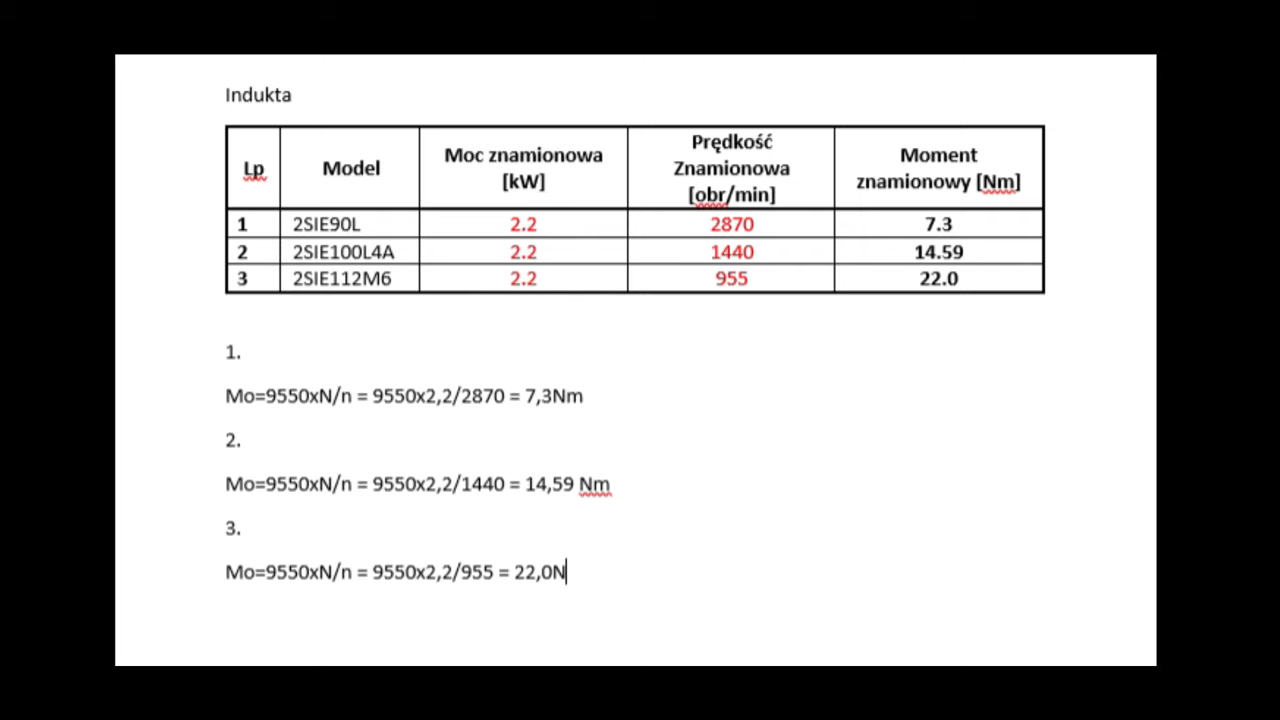 Indukta
Lp Model Moc znamionowa [kW] Prędkość Znamionowa [obr/min] Moment znamionowy [Nm]
1 2SIE90L 2.2 2870 7.3
2 2SIE100L4A 2.2 1440 14.59
3 2SIE112M6 2.2 955 22.0
1.
Mo=9550xN/n = 9550x2,2/2870 = 7,3Nm
2.
Mo=9550xN/n = 9550x2,2/1440 = 14,59 Nm
3.
Mo=9550xN/n = 9550x2,2/955 = 22,0N